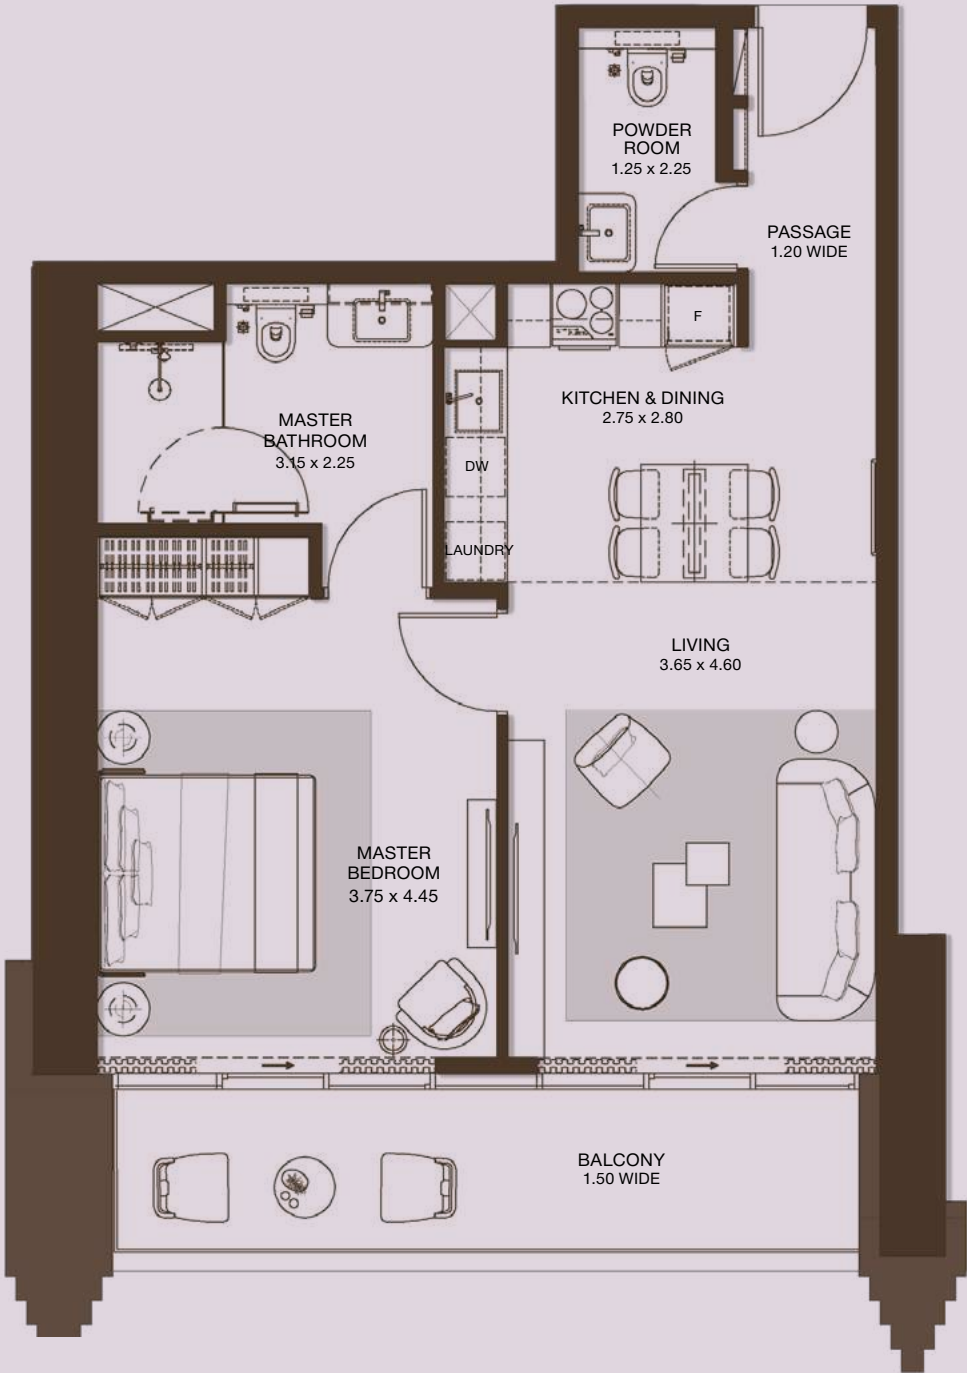 POWDER
ROOM
1.25 x 2.25
PASSAGE
1.20 WIDE
F
KITCHEN & DINING
2.75 x 2.80
MASTER
BATHROOM
3.15 x 2.25
DW
LAUNDRY
LIVING
3.65 x 4.60
MASTER
BEDROOM
3.75 x 4.45
BALCONY
1.50 WIDE